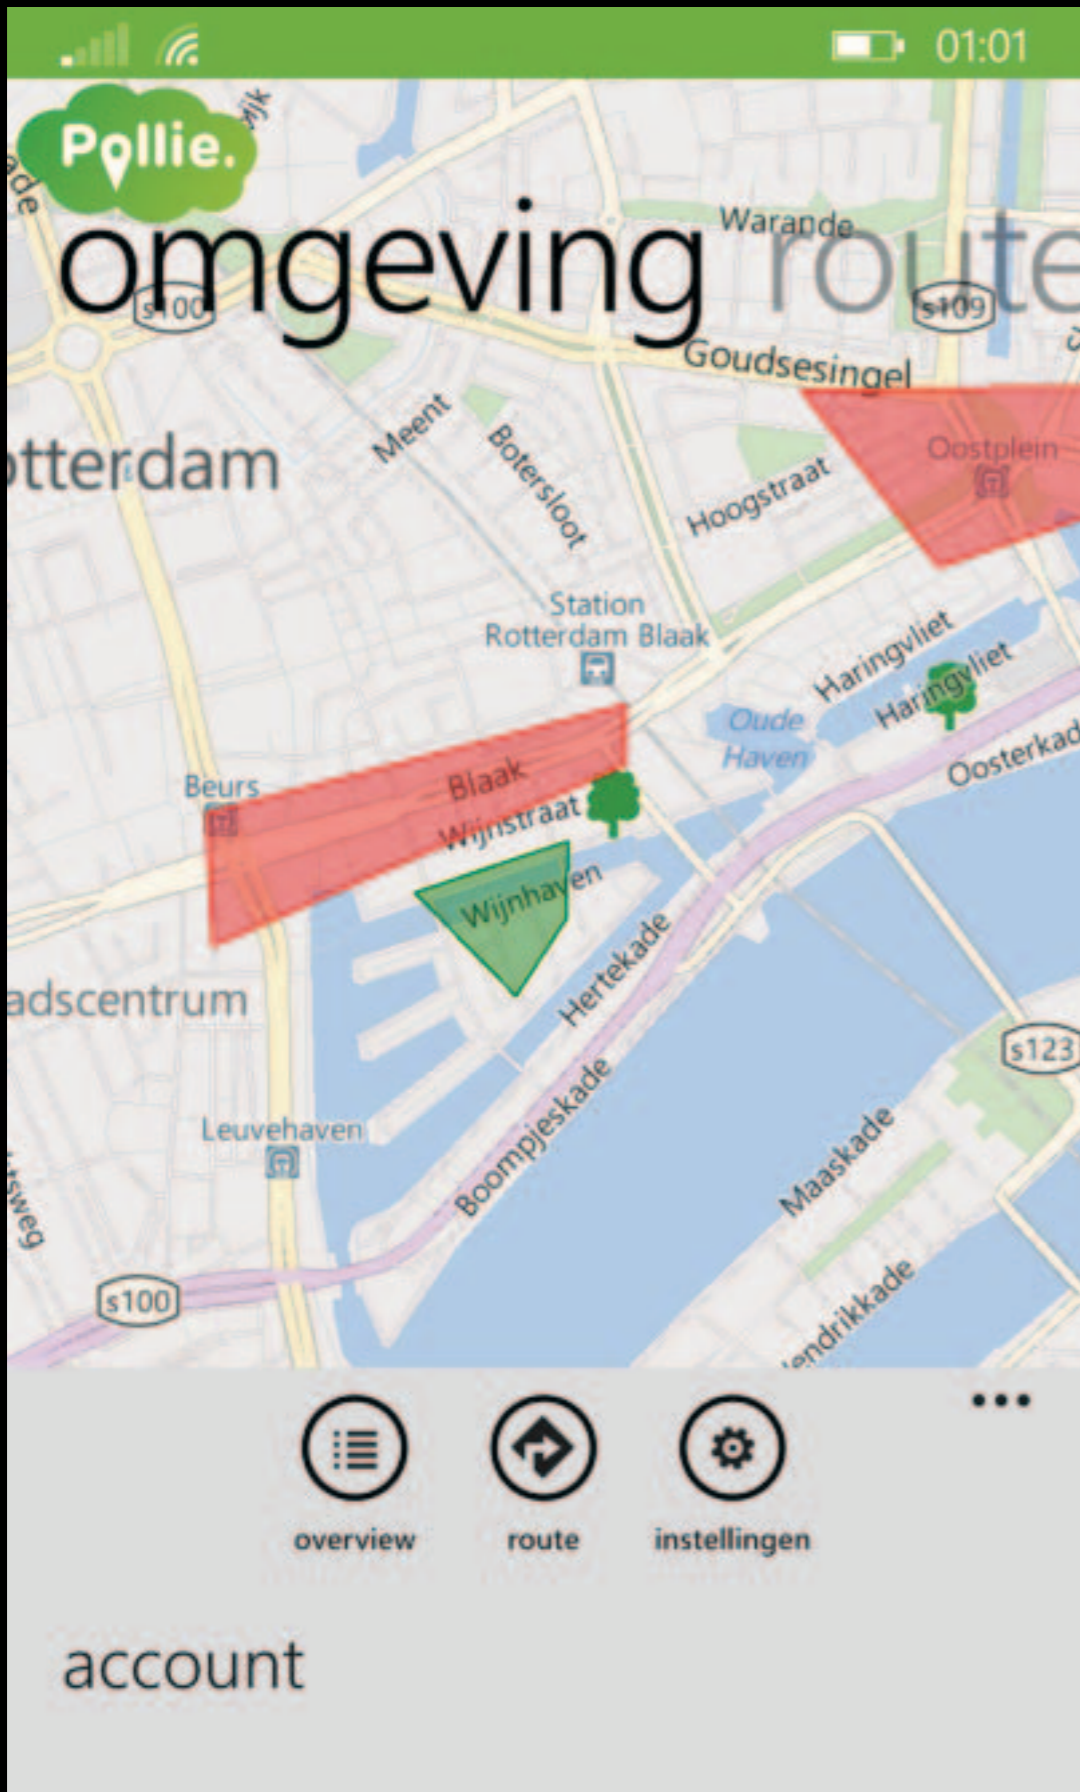 01:01
Pollie.
omgeving route
Warande
s100
s109
Goudsesingel
Meent
Botersloot
Oostplein
Hoogstraat
Station
Rotterdam Blaak
Haringvliet
Haringvliet
Oude
Haven
Oosterkad
Beurs
Blaak
Wijnstraat
Wijnhaven
Hertekade
adscentrum
s123
Boompjeskade
Leuvehaven
Maaskade
s100
endrikkade
overview
route
instellingen
account